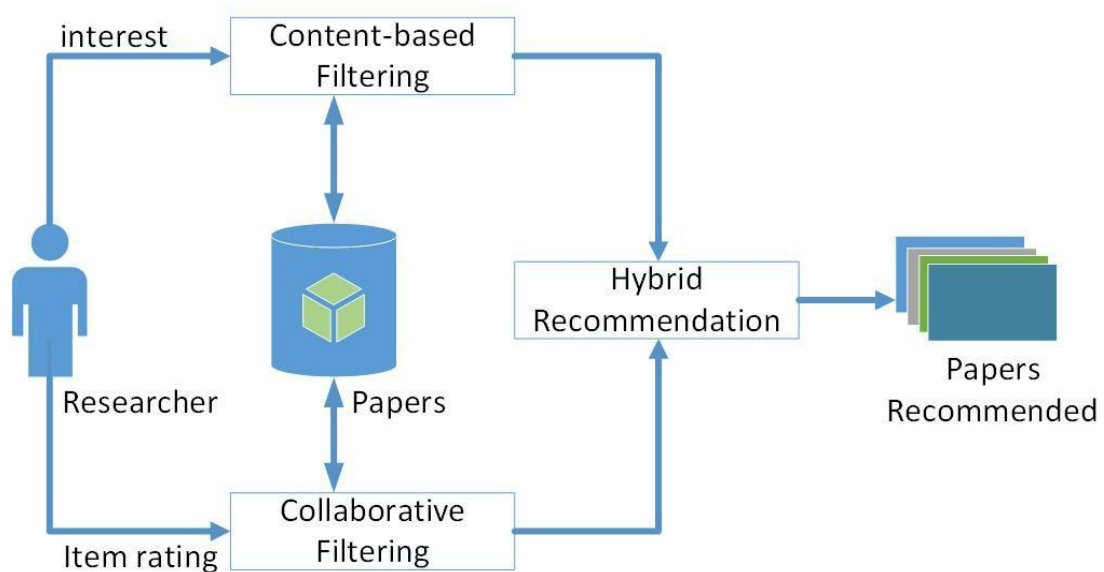 interest
Content-based
Filtering
Hybrid
Recommendation
Researcher
Papers
Papers
Recommended
Item rating
Collaborative
Filtering